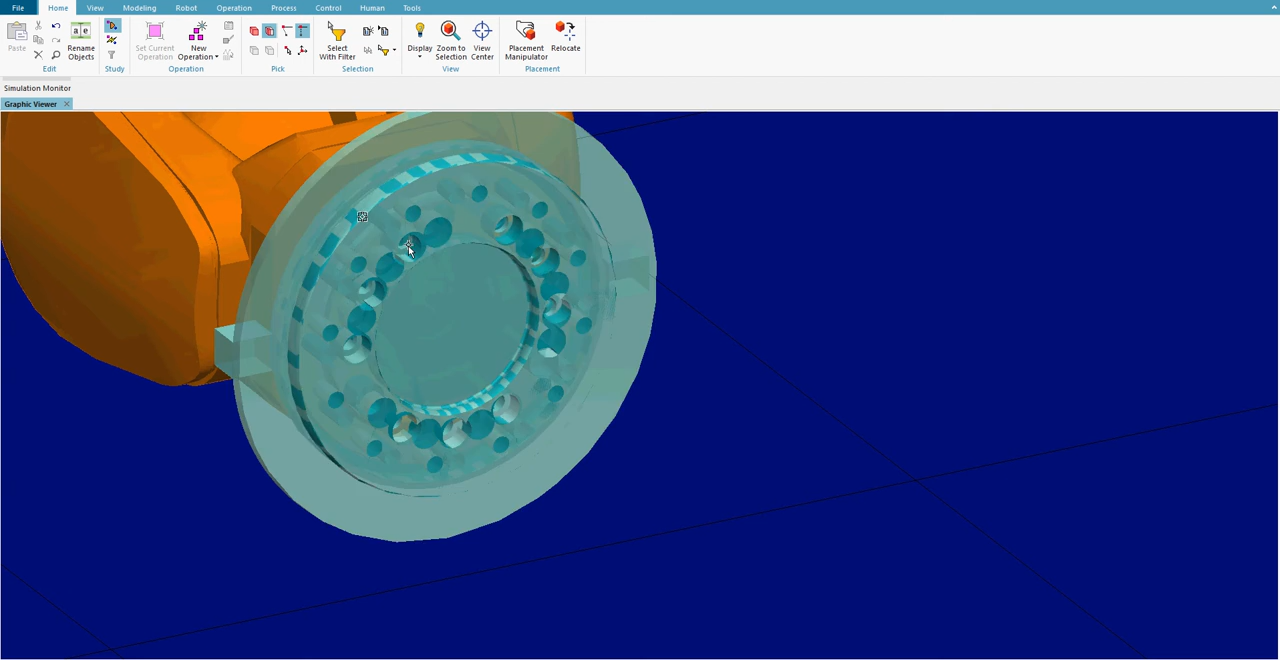 File Home View Modeling Robot Operation Process Control Human Tools
Paste
Rename
Objects
Set Current
Operation
New
Operation
Select
With Filter
Display
Zoom to
Selection
View
Center
Placement
Manipulator
Relocate
Edit Study Operation Pick Selection View Placement
Simulation Monitor
Graphic Viewer